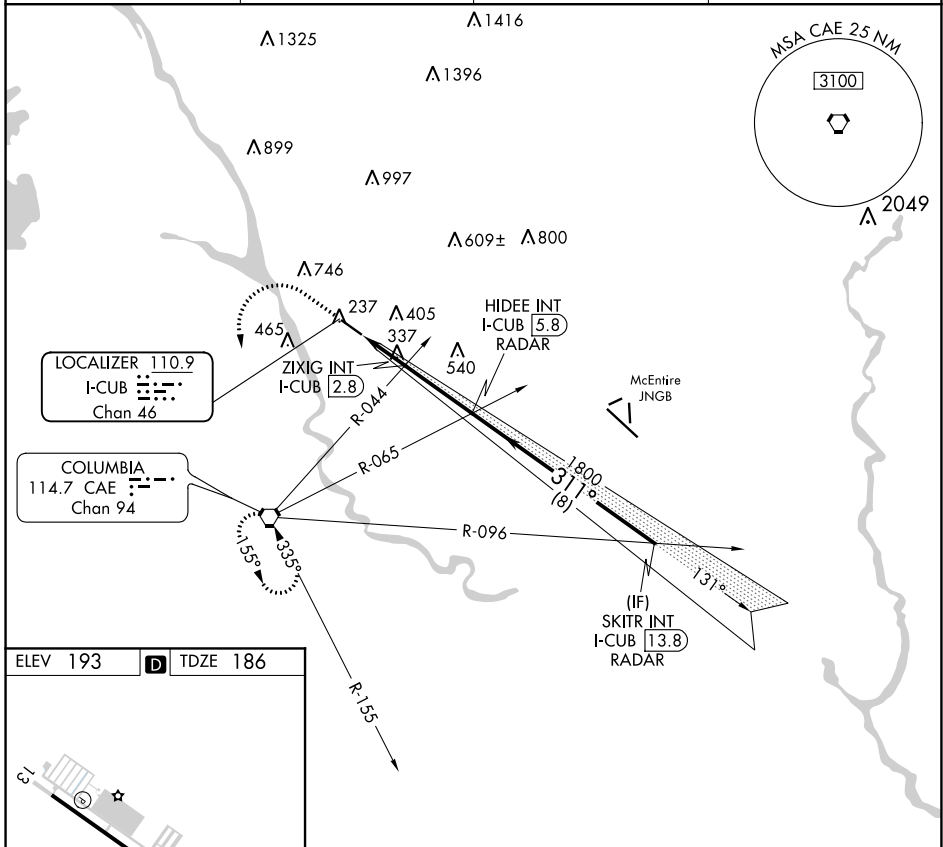 1416
1325
MSA CAE 25 NM
1396
3100
899
997
2049
609± 800
746
237 405
HIDEE INT
I-CUB 5.8
RADAR
465
337
540
ZIXIG INT
I-CUB 2.8
LOCALIZER 110.9
I-CUB
Chan 46
McEntire
JNGB
R-044
R-065
1800
311°
(8)
COLUMBIA
114.7 CAE
Chan 94
R-096
155°
335°
131°
(IF)
SKITR INT
I-CUB 13.8
RADAR
R-155
ELEV 193 D TDZE 186
13
P